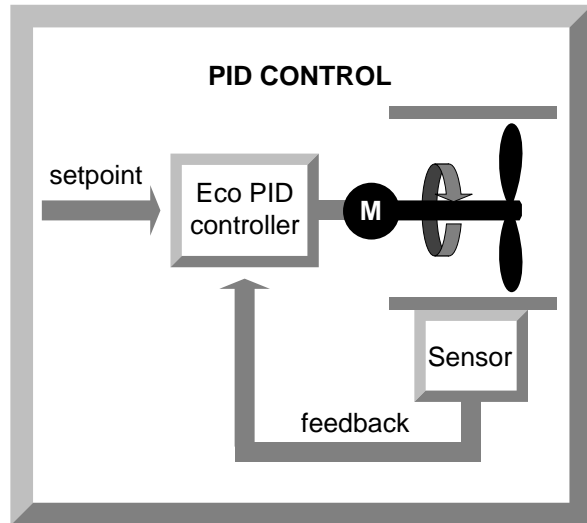 PID CONTROL
setpoint
Eco PID
controller
M
Sensor
feedback